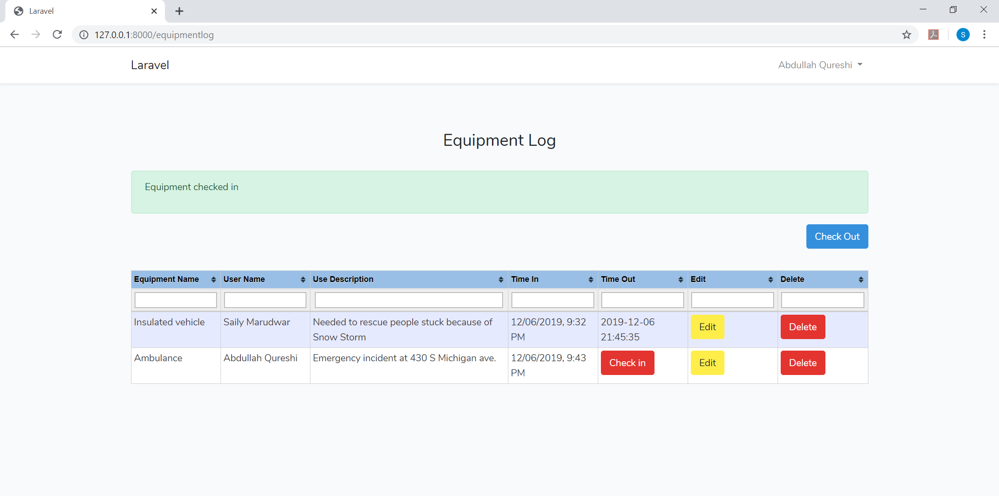 Laravel
127.0.0.1:8000/equipmentlog
S
Laravel
Abdullah Qureshi
Equipment Log
Equipment checked in
Check Out
Equipment Name User Name Use Description Time In Time Out Edit Delete
Insulated vehicle Saily Marudwar Needed to rescue people stuck because of 12/06/2019, 9:32 2019-12-06 Edit Delete
Snow Storm PM 21:45:35
Ambulance Abdullah Qureshi Emergency incident at 430 S Michigan ave. 12/06/2019, 9:43 Check in Edit Delete
PM